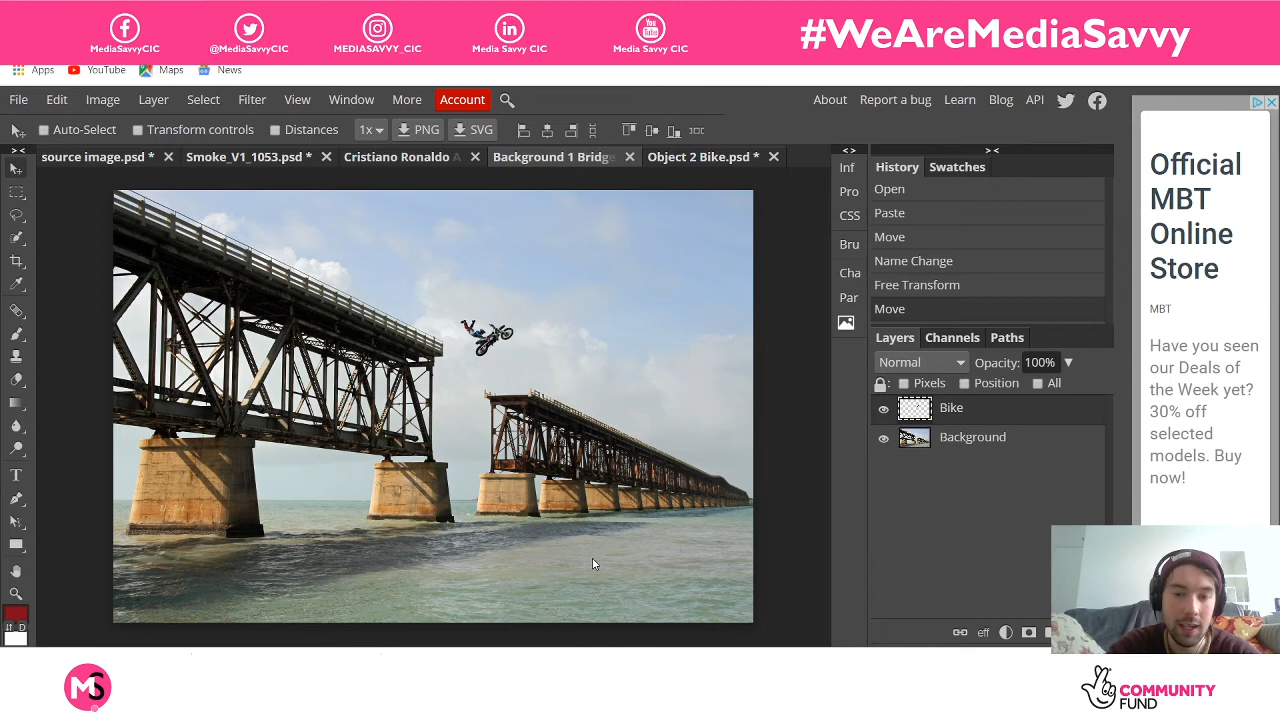 MediaSavvyCIC
@MediaSavvyCIC
MEDIASAVVY_CIC
Media Savvy CIC
Media Savvy CIC
#WeAreMediaSavvy
Apps YouTube Maps News
File Edit Image Layer Select Filter View Window More Account
About Report a bug Learn Blog API
Auto-Select Transform controls Distances 1x PNG SVG
source image.psd * Smoke_V1_1053.psd * Cristiano Ronaldo A Background 1 Bridge Object 2 Bike.psd *
Inf
Pro
CSS
Bru
Cha
Par
History Swatches
Open
Paste
Move
Name Change
Free Transform
Move
Layers Channels Paths
Normal Opacity: 100%
Pixels Position All
Bike
Background
eff
Official
MBT
Online
Store
MBT
Have you seen
our Deals of
the Week yet?
30% off
selected
models. Buy
now!
T
D
MS
COMMUNITY
FUND